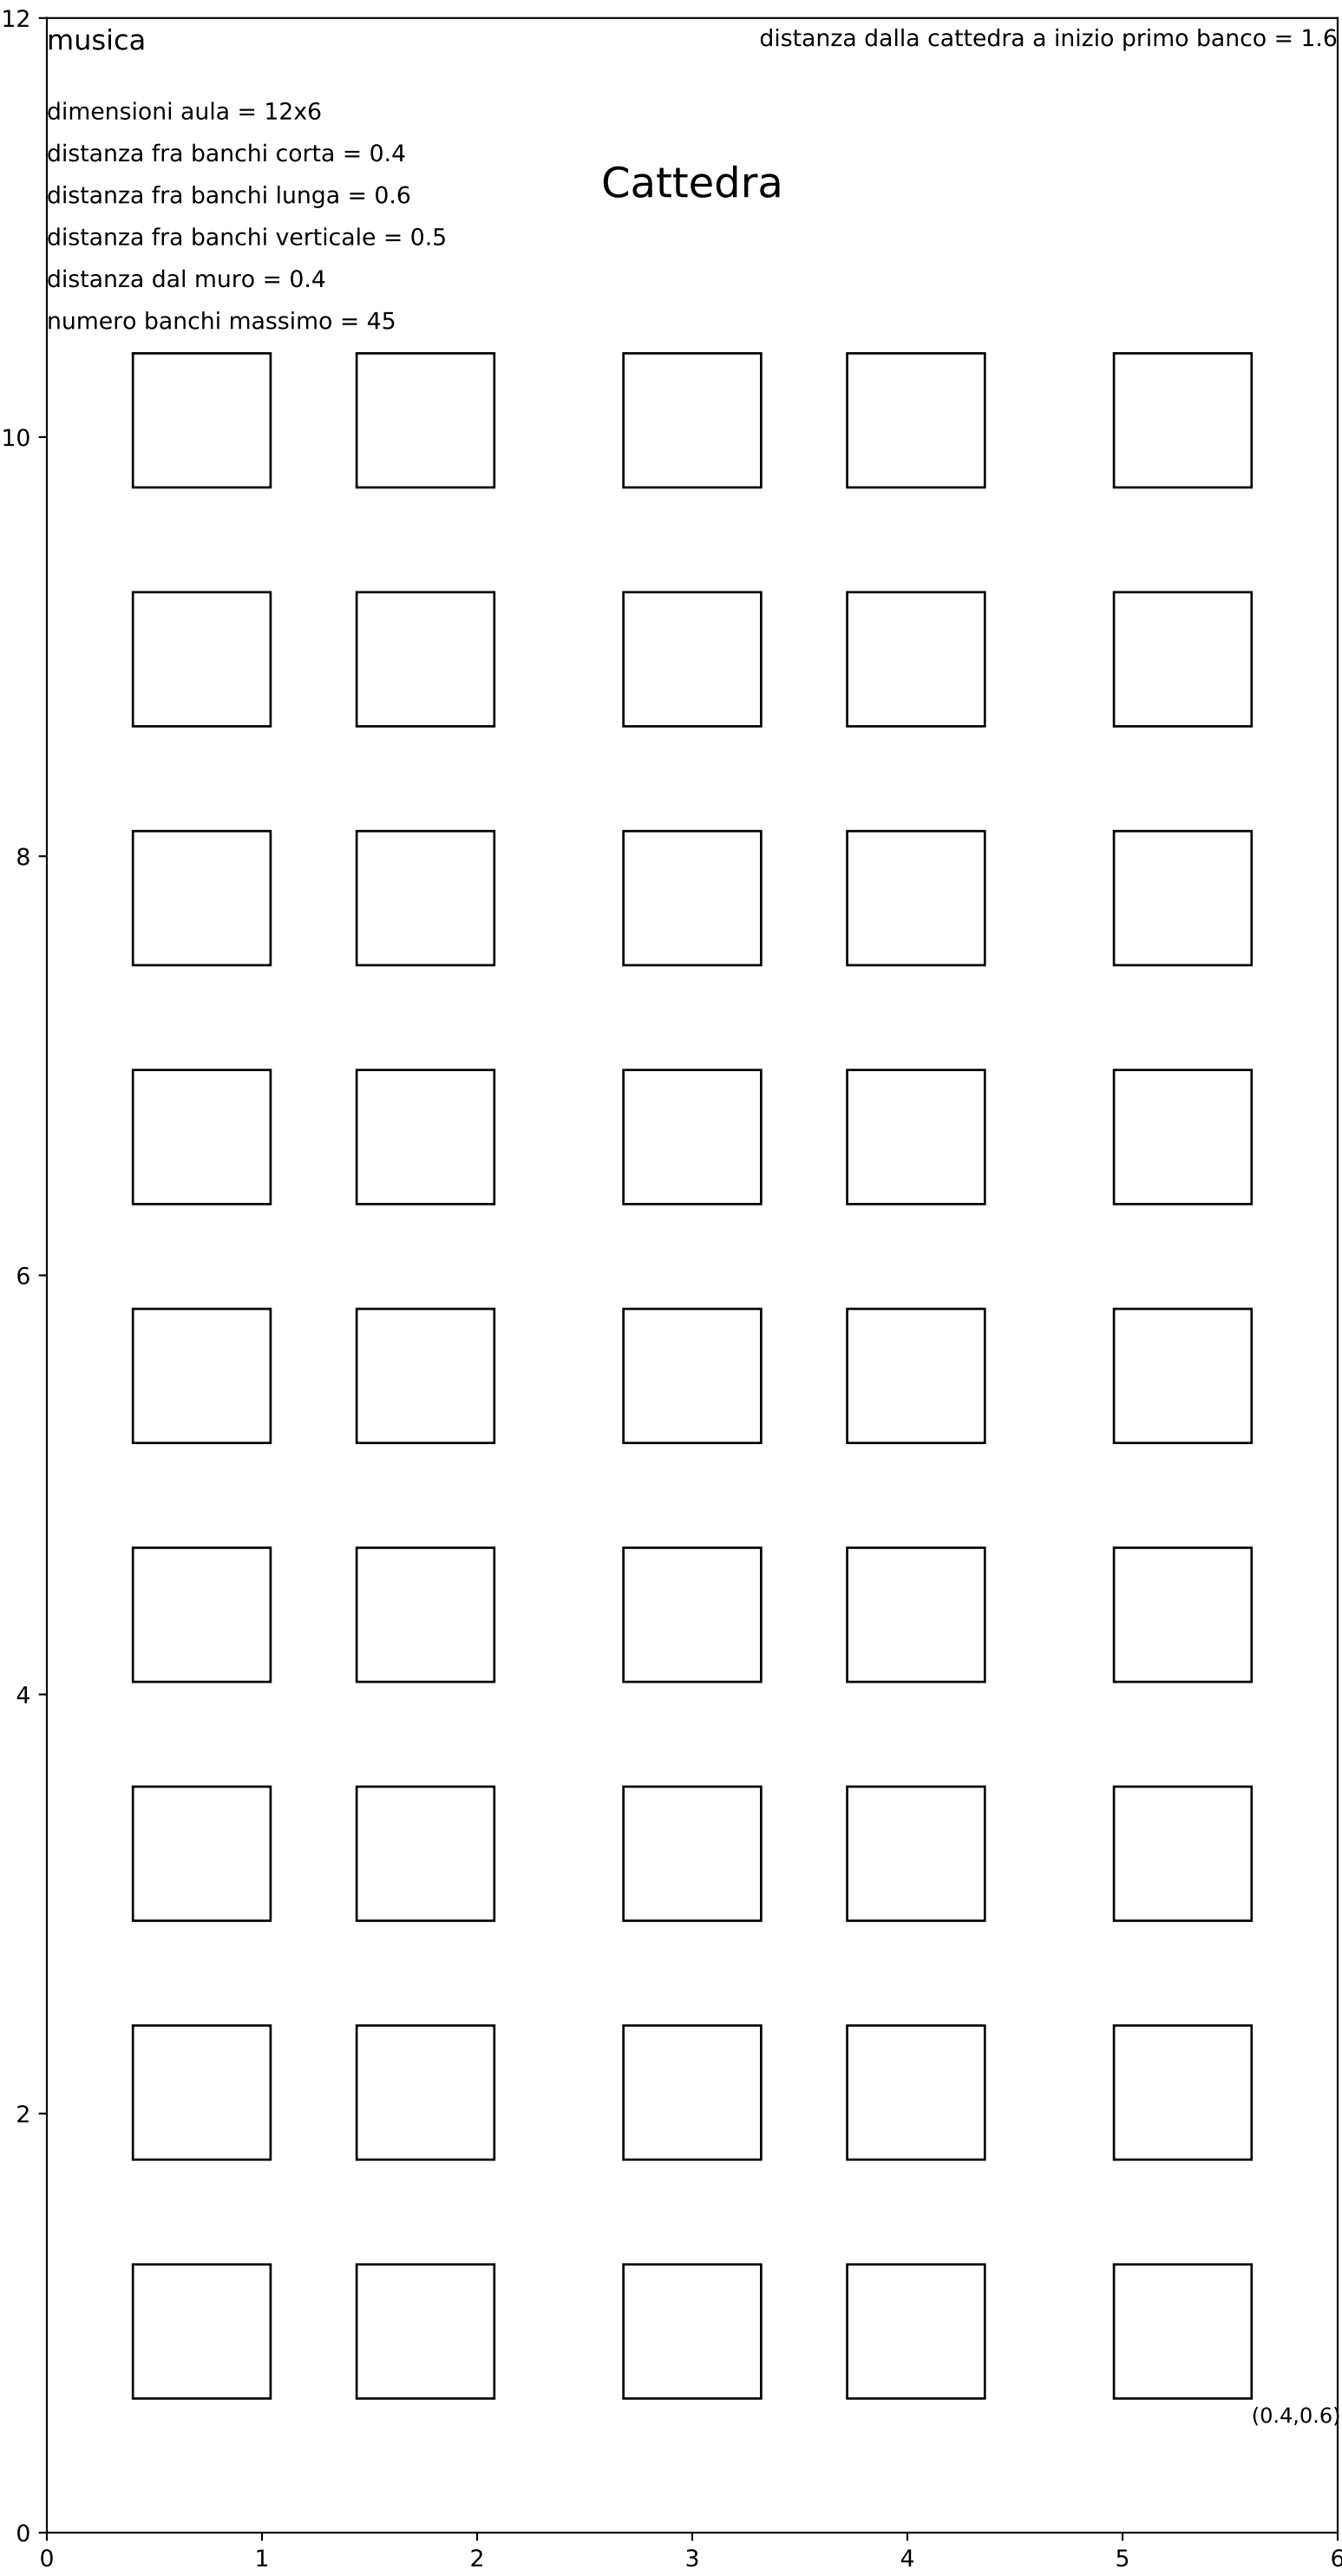 12
musica
distanza dalla cattedra a inizio primo banco = 1.6
dimensioni aula = 12x6
distanza fra banchi corta = 0.4
distanza fra banchi lunga = 0.6
Cattedra
distanza fra banchi verticale = 0.5
distanza dal muro = 0.4
numero banchi massimo = 45
10
8
6
4
2
(0.4,0.6)
0
0 1 2 3 4 5 6